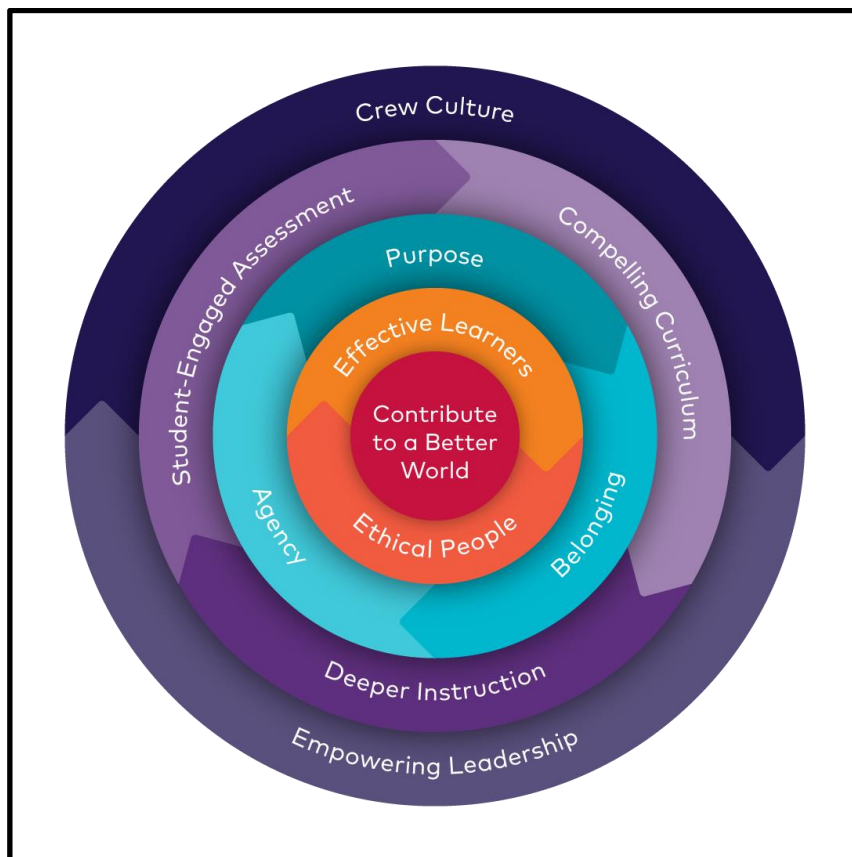 Crew Culture
Student-Engaged Assessment
Compelling Curriculum
Purpose
Effective Learners
Contribute
to a Better
World
Ethical People
Agency
Belonging
Deeper Instruction
Empowering Leadership